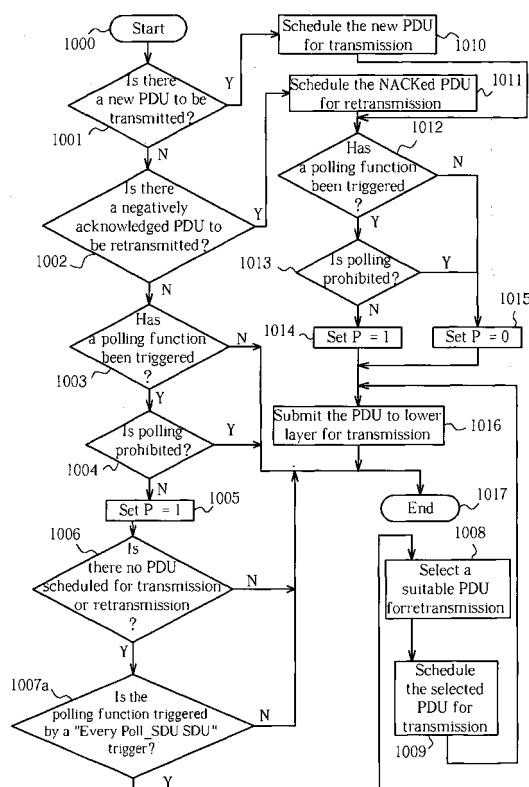 1000
Start
1001
Is there
a new PDU to be
transmitted?
Y
N
Schedule the new PDU
for transmission
1010
1002
Is there
a negatively
acknowledged PDU to
be retransmitted?
Y
N
Schedule the NACKed PDU
for retransmission
1011
1012
Has
a polling function
been triggered
?
N
Y
1013
Is polling
prohibited?
Y
N
1014
Set P = 1
1015
Set P = 0
1003
Has
a polling function
been triggered
?
N
Y
1004
Is polling
prohibited?
Y
N
Submit the PDU to lower
layer for transmission
1016
Set P = 1
1005
End
1017
1006
Is
there no PDU
scheduled for transmission
or retransmission
?
N
Y
1007a
Is the
polling function triggered
by a "Every Poll_SDU SDU"
trigger?
N
Y
1008
Select a
suitable PDU
forretransmission
Schedule
the selected
PDU for
transmission
1009